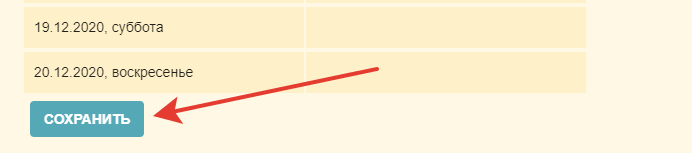 19.12.2020, суббота
20.12.2020, воскресенье
СОХРАНИТЬ